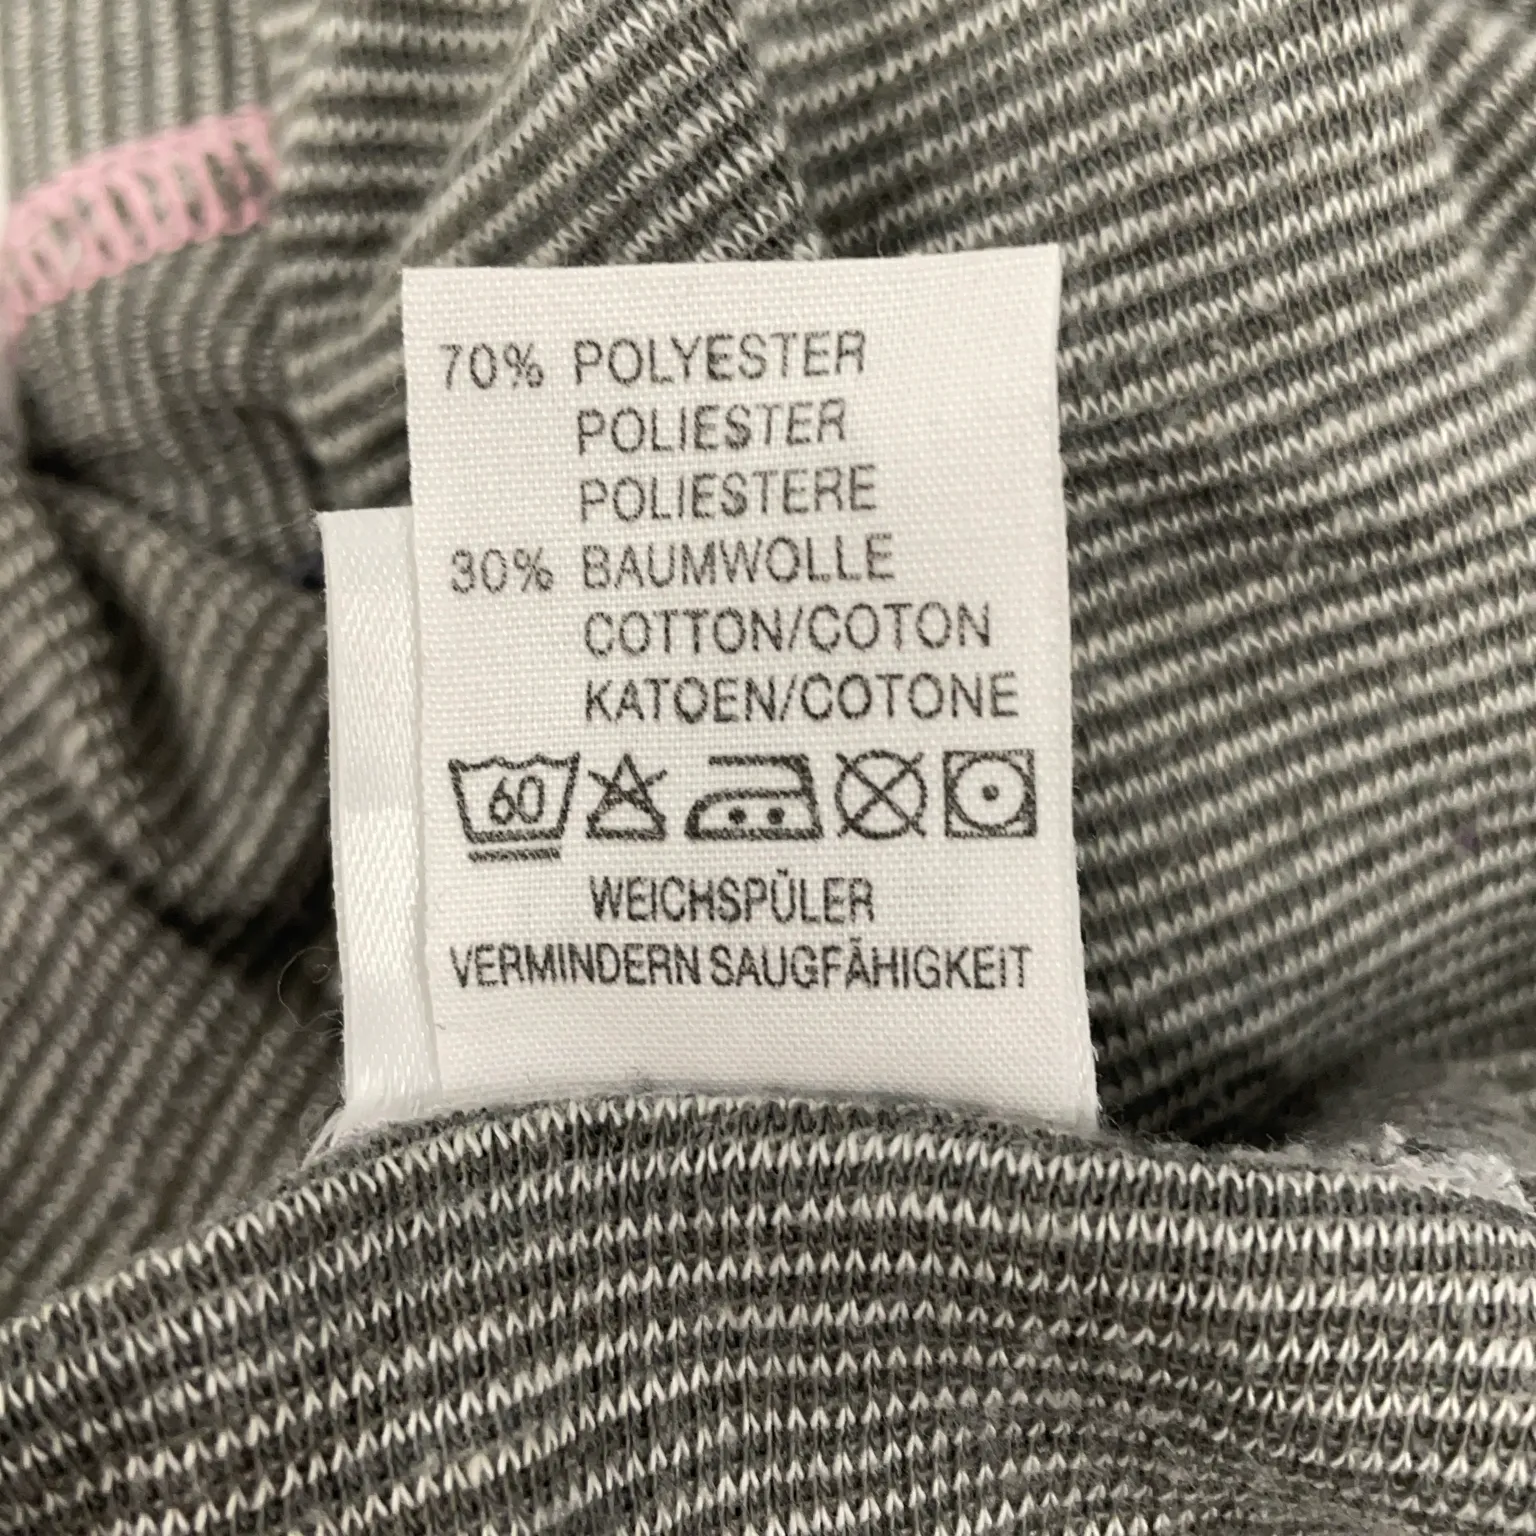 70% POLYESTER
POLIESTER
POLIESTERE
30% BAUMWOLLE
COTTON/COTON
KATOEN/COTONE
60
WEICHSPÜLER
VERMINDERN SAUGFÄHIGKEIT